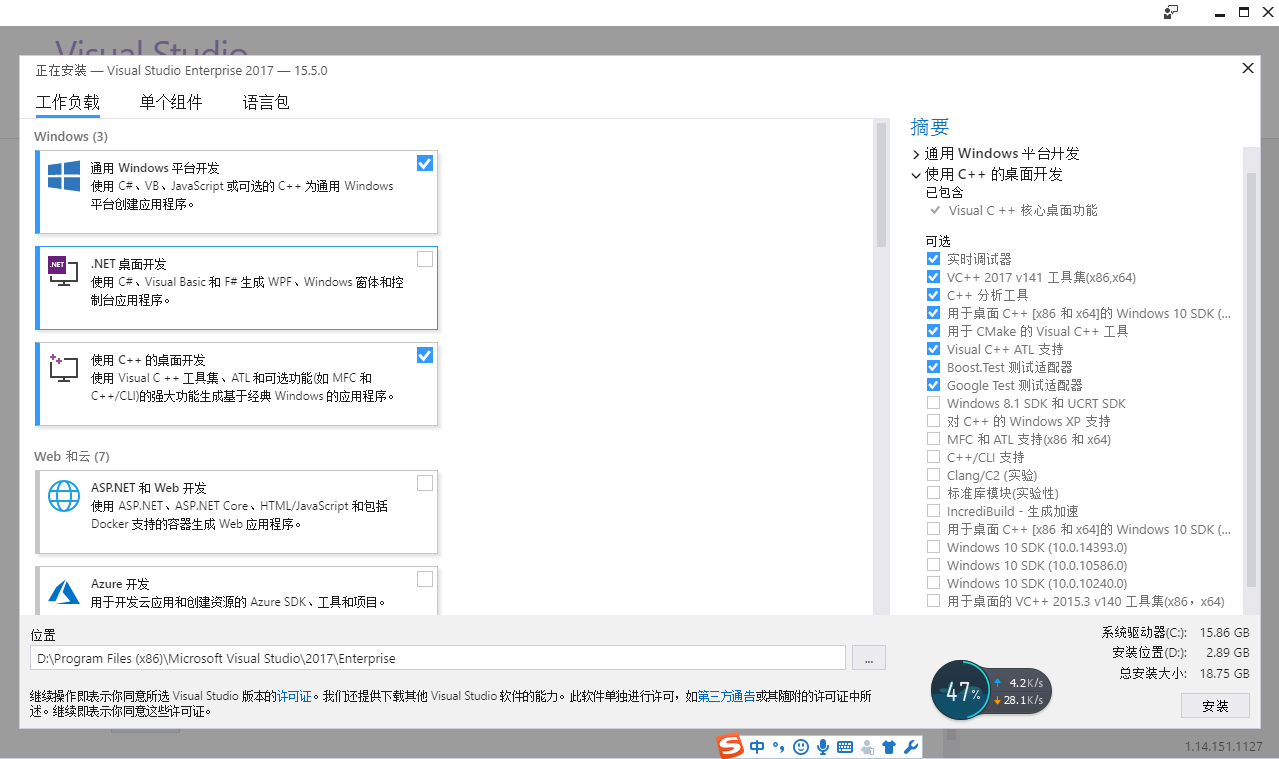 Visual Studio
正在安装 — Visual Studio Enterprise 2017 — 15.5.0
工作负载 单个组件 语言包
Windows (3)
通用 Windows 平台开发
使用 C#、VB、JavaScript 或可选的 C++ 为通用 Windows
平台创建应用程序。
.NET
.NET 桌面开发
使用 C#、Visual Basic 和 F# 生成 WPF、Windows 窗体和控
制台应用程序。
使用 C++ 的桌面开发
使用 Visual C ++ 工具集、ATL 和可选功能(如 MFC 和
C++/CLI)的强大功能生成基于经典 Windows 的应用程序。
Web 和云 (7)
ASP.NET 和 Web 开发
使用 ASP.NET、ASP.NET Core、HTML/JavaScript 和包括
Docker 支持的容器生成 Web 应用程序。
Azure 开发
用于开发云应用和创建资源的 Azure SDK、工具和项目。
摘要
通用 Windows 平台开发
使用 C++ 的桌面开发
已包含
Visual C ++ 核心桌面功能
可选
实时调试器
VC++ 2017 v141 工具集(x86,x64)
C++ 分析工具
用于桌面 C++ [x86 和 x64]的 Windows 10 SDK (...
用于 CMake 的 Visual C++ 工具
Visual C++ ATL 支持
Boost.Test 测试适配器
Google Test 测试适配器
Windows 8.1 SDK 和 UCRT SDK
对 C++ 的 Windows XP 支持
MFC 和 ATL 支持(x86 和 x64)
C++/CLI 支持
Clang/C2 (实验)
标准库模块(实验性)
IncrediBuild - 生成加速
用于桌面 C++ [x86 和 x64]的 Windows 10 SDK (...
Windows 10 SDK (10.0.14393.0)
Windows 10 SDK (10.0.10586.0)
Windows 10 SDK (10.0.10240.0)
用于桌面的 VC++ 2015.3 v140 工具集(x86，x64)
位置
D:\Program Files (x86)\Microsoft Visual Studio\2017\Enterprise
...
继续操作即表示你同意所选 Visual Studio 版本的许可证。我们还提供下载其他 Visual Studio 软件的能力。此软件单独进行许可，如第三方通告或其随附的许可证中所
述。继续即表示你同意这些许可证。
系统驱动器(C:): 15.86 GB
安装位置(D:): 2.89 GB
总安装大小: 18.75 GB
安装
47%
4.2K/s
28.1K/s
S 中
1.14.151.1127